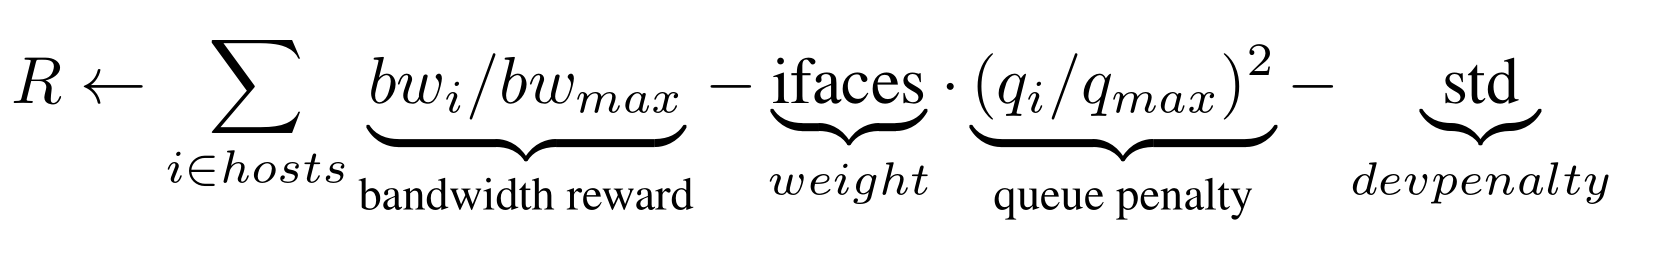 R ← ∑ bw_i/bw_max − ifaces · (q_i/q_max)² − std
i∈hosts bandwidth reward weight queue penalty devpenalty